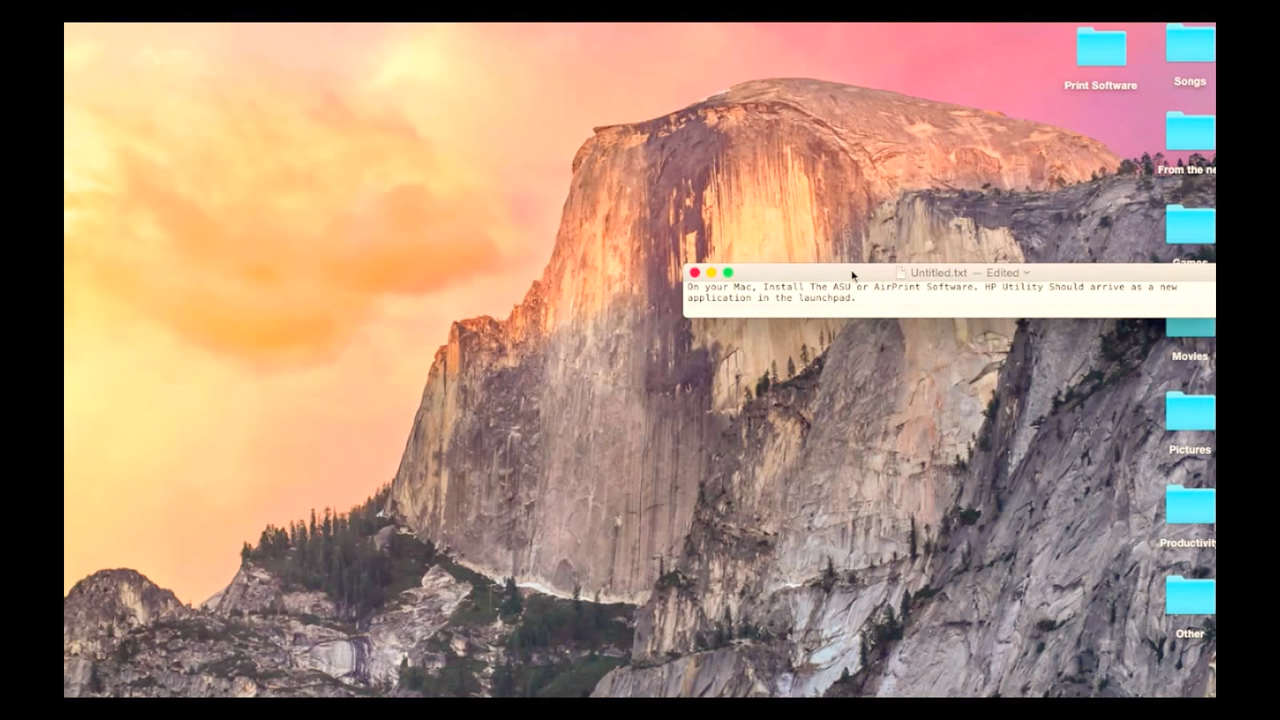 Print Software
Songs
From the ne
Untitled.txt — Edited
On your Mac, Install The ASU or AirPrint Software. HP Utility Should arrive as a new
application in the launchpad.
Movies
Pictures
Productivit
Other